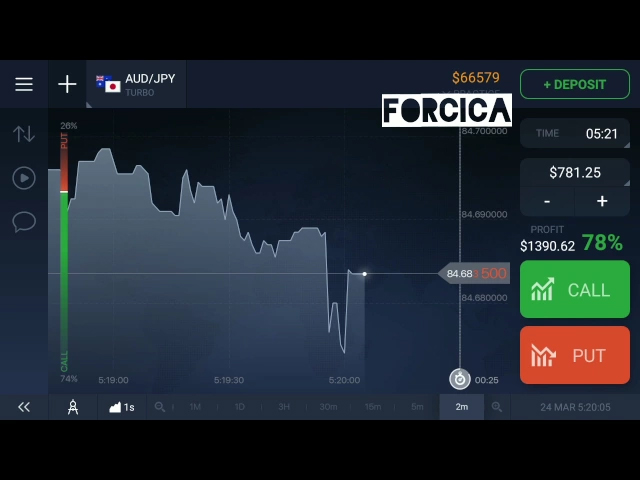 AUD/JPY
TURBO
$66579
FORCICA
+ DEPOSIT
TIME 05:21
$781.25
- +
PROFIT
$1390.62 78%
CALL
PUT
26%
PUT
CALL
74%
84.700000
84.690000
84.68 500
84.680000
5:19:00 5:19:30 5:20:00 00:25
1s 1M 1D 3H 30m 15m 5m 2m 24 MAR 5:20:05